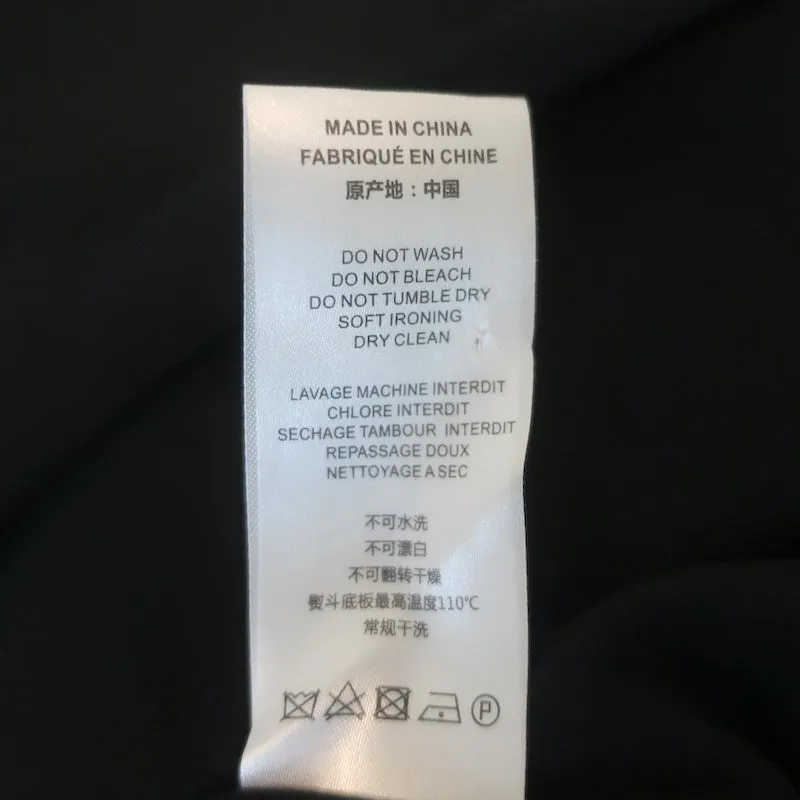 MADE IN CHINA
FABRIQUÉ EN CHINE
原产地：中国
DO NOT WASH
DO NOT BLEACH
DO NOT TUMBLE DRY
SOFT IRONING
DRY CLEAN
LAVAGE MACHINE INTERDIT
CHLORE INTERDIT
SECHAGE TAMBOUR INTERDIT
REPASSAGE DOUX
NETTOYAGE A SEC
不可水洗
不可漂白
不可翻转干燥
熨斗底板最高温度110℃
常规干洗
P